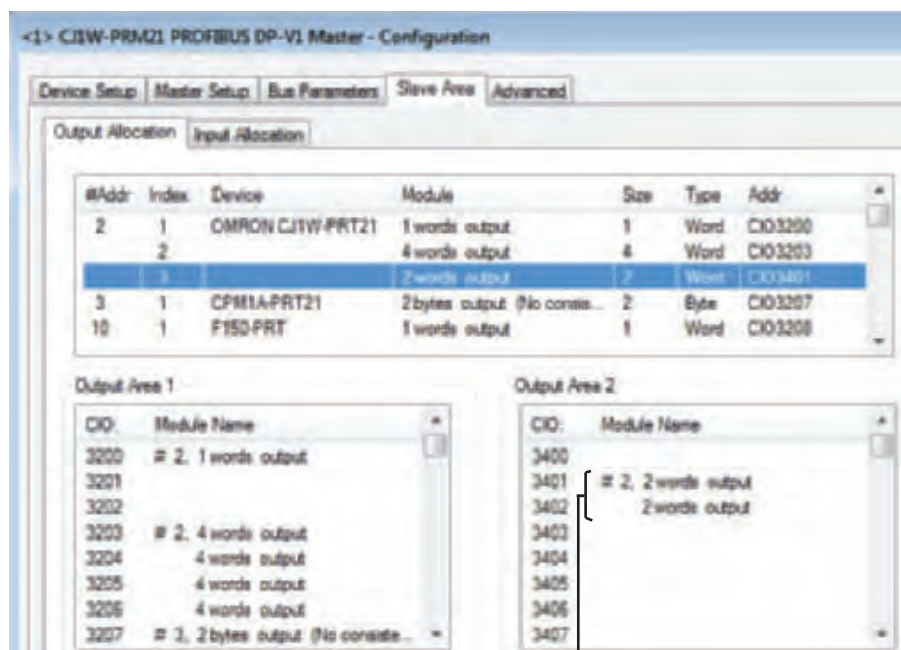 <1> CJ1W-PRM21 PROFIBUS DP-V1 Master - Configuration
Device Setup Master Setup Bus Parameters Slave Area Advanced
Output Allocation Input Allocation
#Addr Index Device Module Size Type Addr
2 1 OMRON CJ1W-PRT21 1 words output 1 Word CIO3200
2 4 words output 4 Word CIO3203
3 2 words output 2 Word CIO3401
3 1 CPM1A-PRT21 2 bytes output (No consis... 2 Byte CIO3207
10 1 F150-PRT 1 words output 1 Word CIO3208
Output Area 1 Output Area 2
CIO: Module Name CIO: Module Name
3200 # 2, 1 words output 3400
3201 3401 # 2, 2 words output
3202 3402 2 words output
3203 # 2, 4 words output 3403
3204 4 words output 3404
3205 4 words output 3405
3206 4 words output 3406
3207 # 3, 2 bytes output (No consiste... 3407